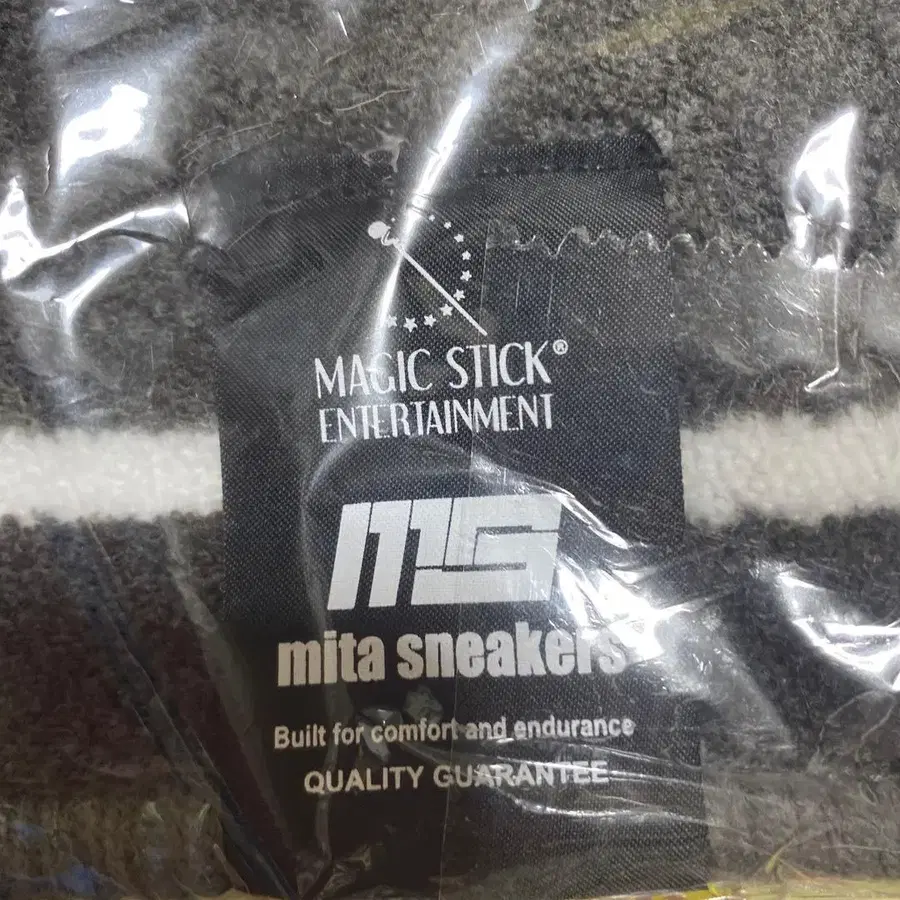 MAGIC STICK®
ENTERTAINMENT
ms
mita sneakers
Built for comfort and endurance
QUALITY GUARANTEE